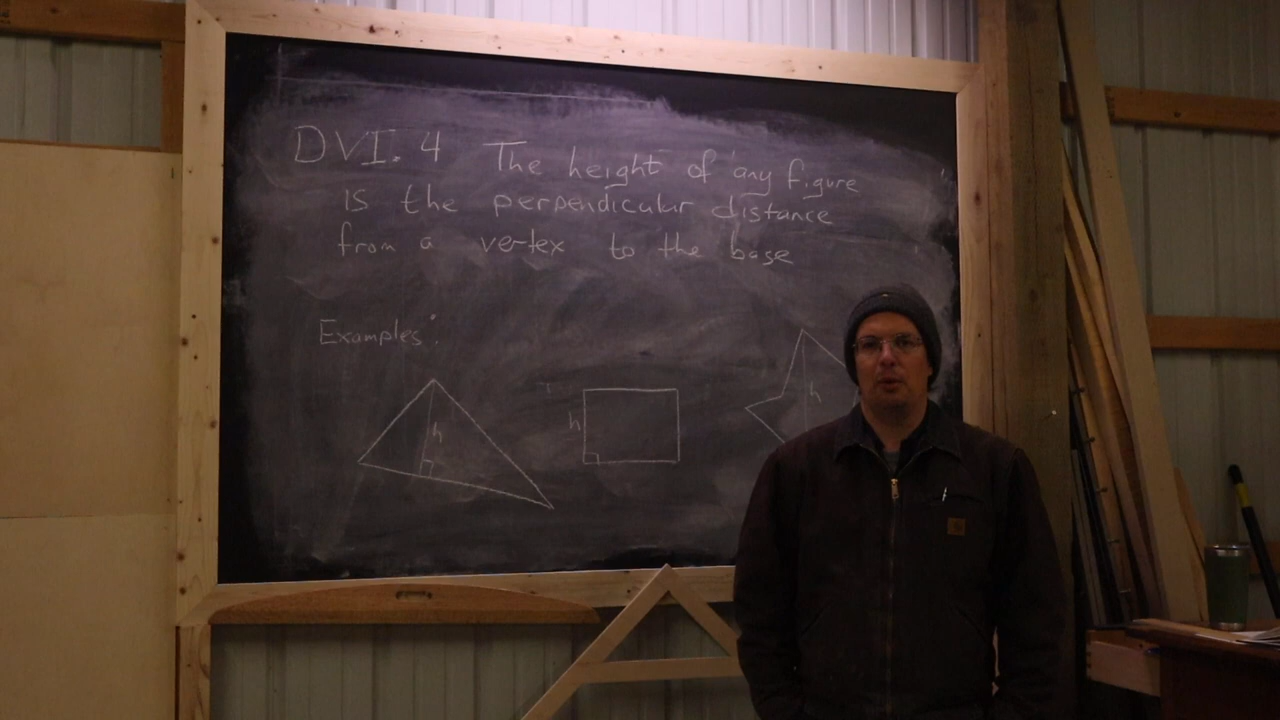 DVI. 4 The height of any figure
is the perpendicular distance
from a vertex to the base
Examples:
h
h
h